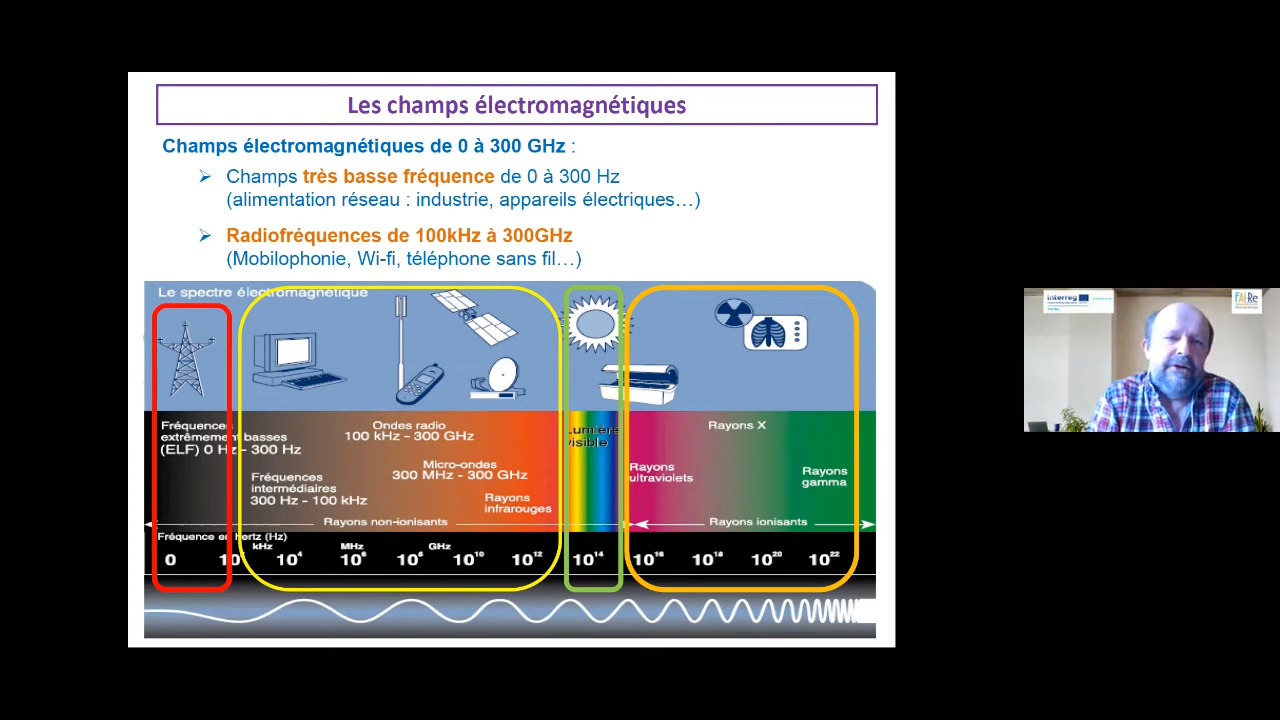 Les champs électromagnétiques
Champs électromagnétiques de 0 à 300 GHz :
Champs très basse fréquence de 0 à 300 Hz
(alimentation réseau : industrie, appareils électriques…)
Radiofréquences de 100kHz à 300GHz
(Mobilophonie, Wi-fi, téléphone sans fil…)
Le spectre électromagnétique
Fréquences
extrêmement basses
(ELF) 0 Hz - 300 Hz
Fréquences
intermédiaires
300 Hz - 100 kHz
Ondes radio
100 kHz - 300 GHz
Micro-ondes
300 MHz - 300 GHz
Rayons
infrarouges
Lumière
visible
Rayons
ultraviolets
Rayons X
Rayons
gamma
Rayons non-ionisants
Rayons ionisants
Fréquence en hertz (Hz)
kHz MHz GHz
0 10² 10⁴ 10⁶ 10⁸ 10¹⁰ 10¹² 10¹⁴ 10¹⁶ 10¹⁸ 10²⁰ 10²²
Interreg